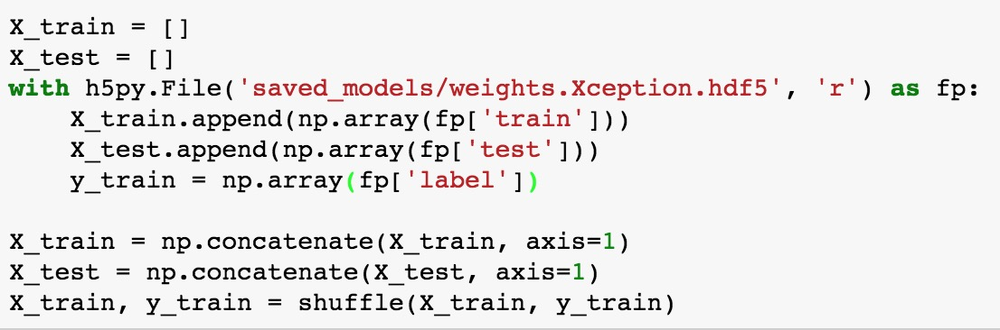 X_train = []
X_test = []
with h5py.File('saved_models/weights.Xception.hdf5', 'r') as fp:
    X_train.append(np.array(fp['train']))
    X_test.append(np.array(fp['test']))
    y_train = np.array(fp['label'])

X_train = np.concatenate(X_train, axis=1)
X_test = np.concatenate(X_test, axis=1)
X_train, y_train = shuffle(X_train, y_train)